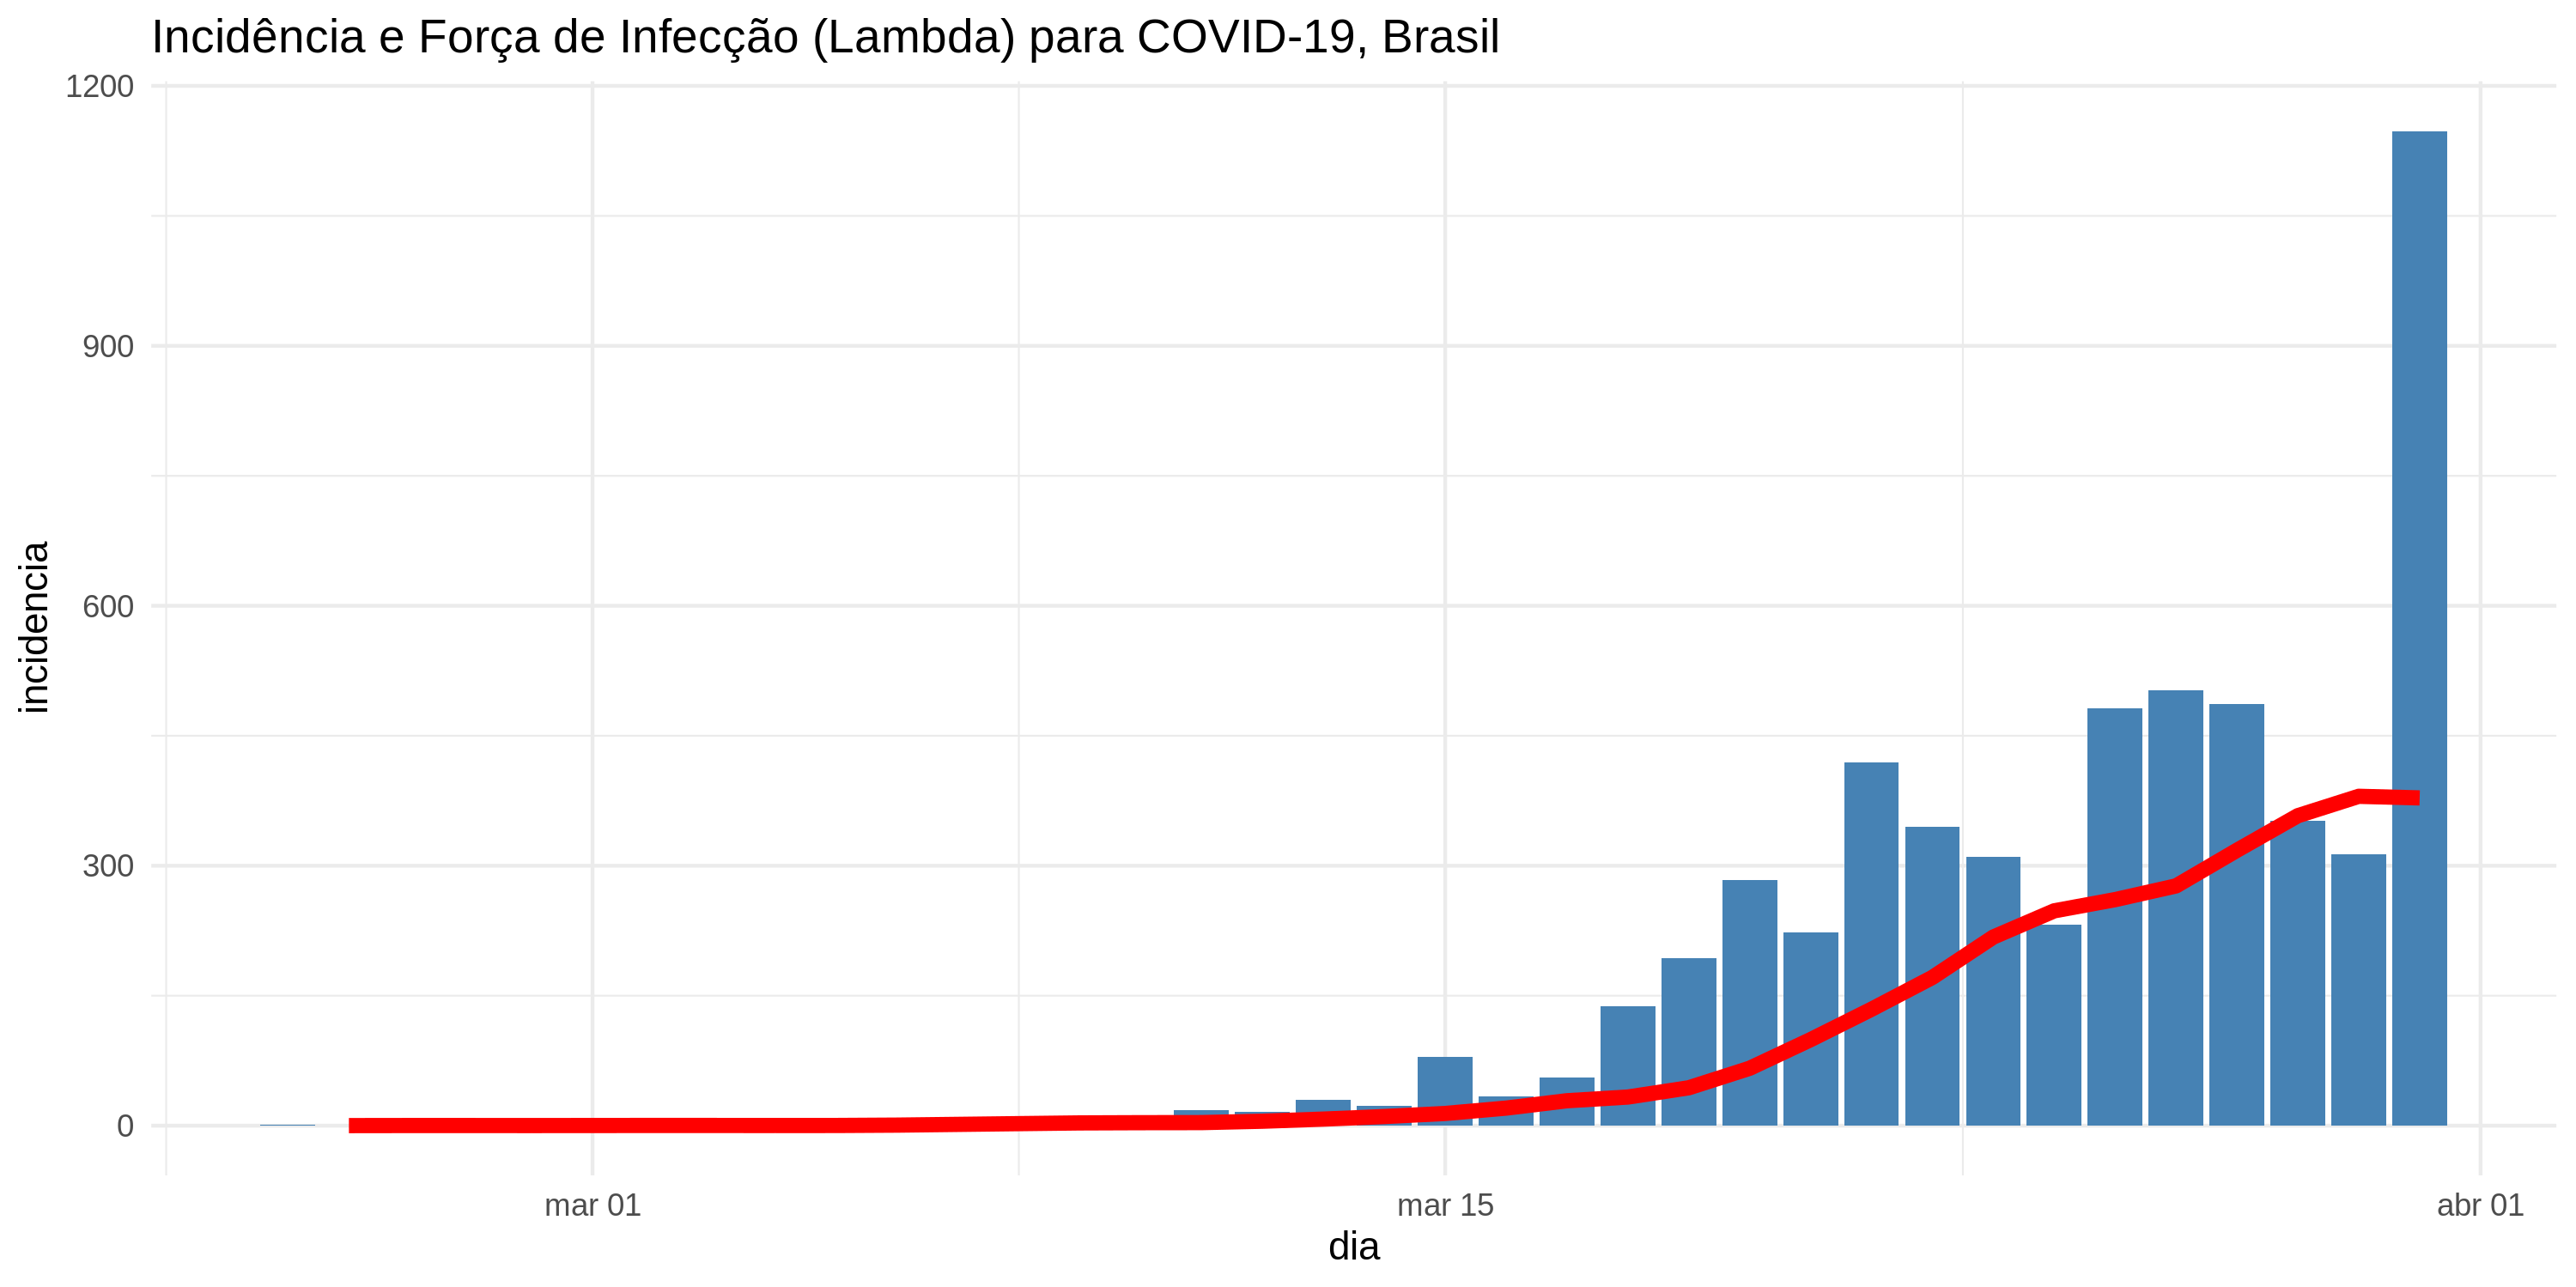 Incidência e Força de Infecção (Lambda) para COVID-19, Brasil
1200
900
600
300
0
incidencia
mar 01
mar 15
abr 01
dia